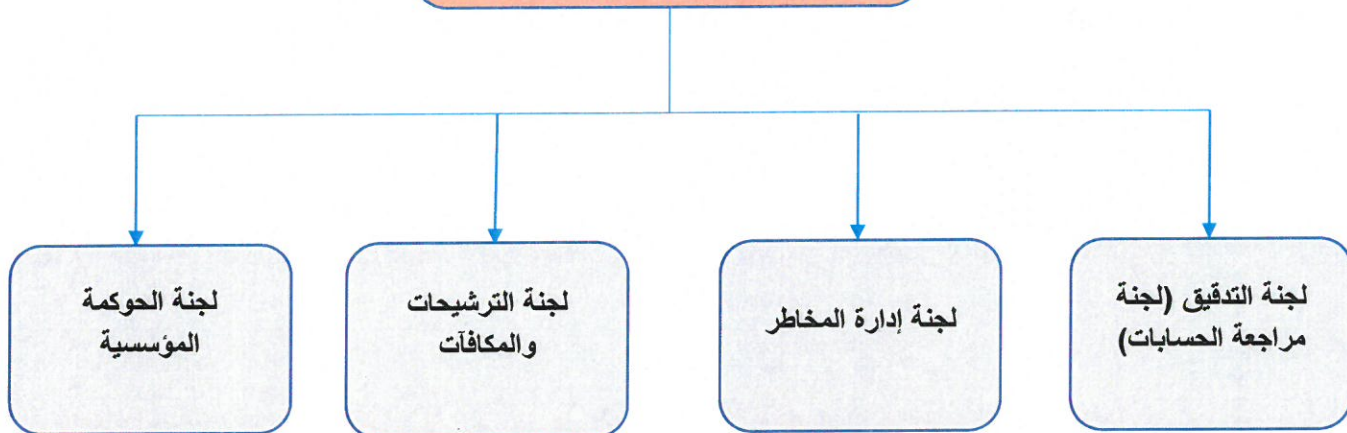 لجنة التدقيق (لجنة
مراجعة الحسابات)
لجنة إدارة المخاطر
لجنة الترشيحات
والمكافآت
لجنة الحوكمة
المؤسسية